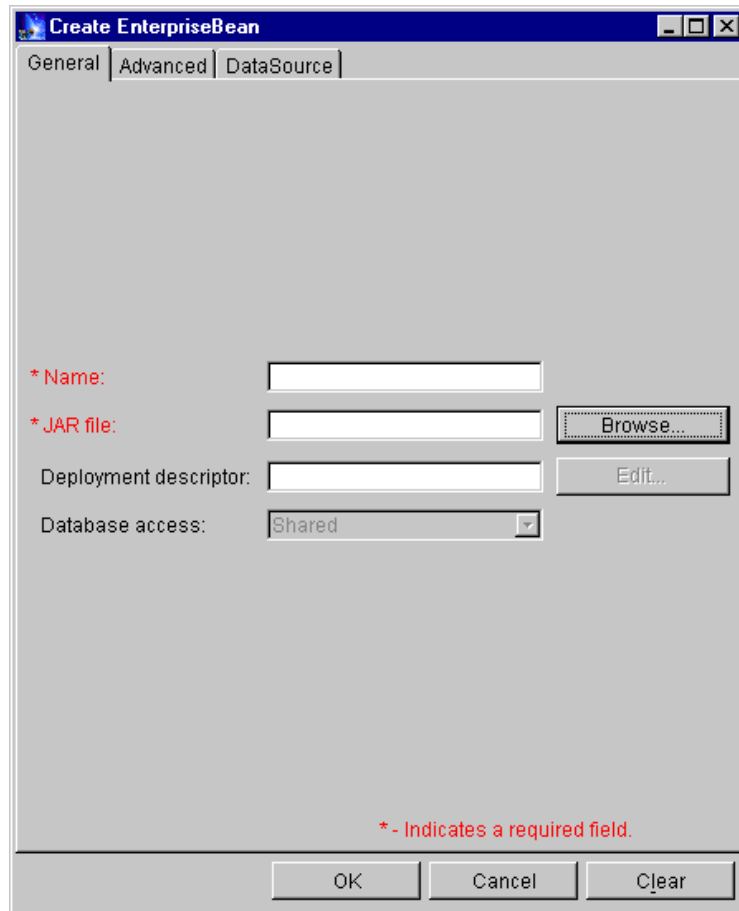 Create EnterpriseBean
General Advanced DataSource
* Name:
* JAR file: Browse...
Deployment descriptor: Edit...
Database access: Shared
* - Indicates a required field.
OK Cancel Clear